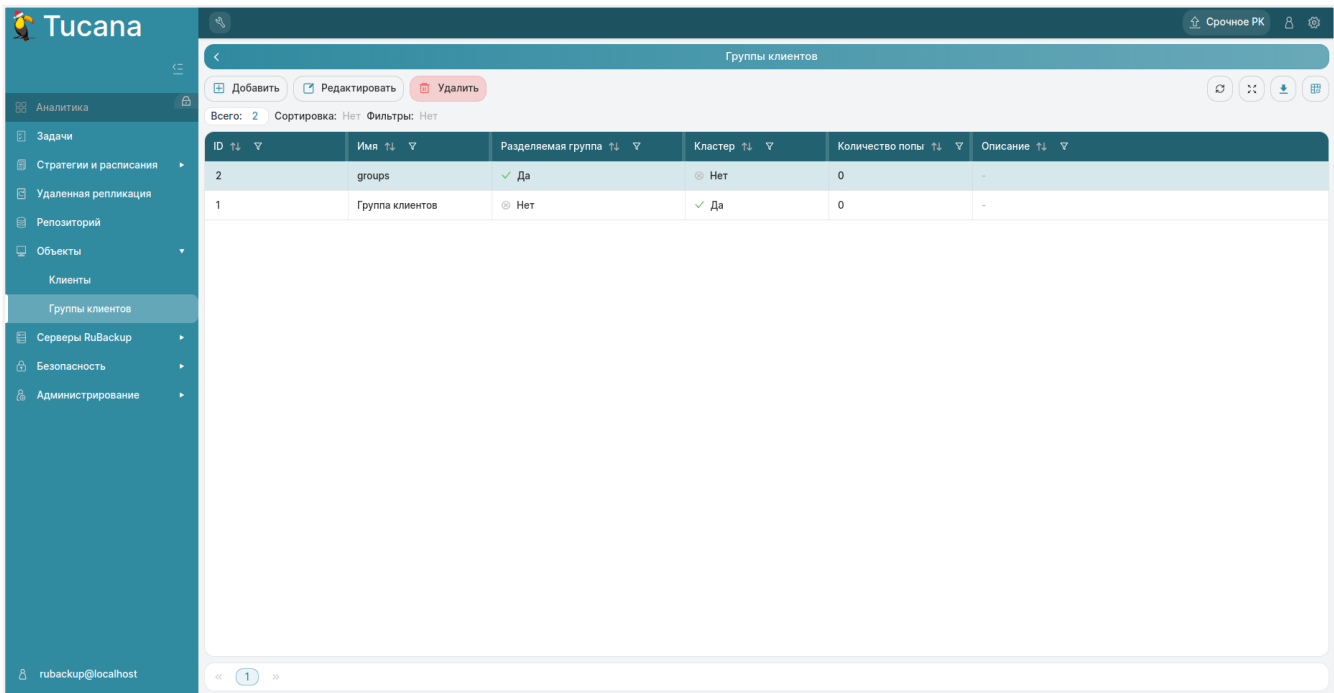 Tucana
Срочное РК
Группы клиентов
Добавить Редактировать Удалить
Всего: 2 Сортировка: Нет Фильтры: Нет
Аналитика
Задачи
Стратегии и расписания
Удаленная репликация
Репозиторий
Объекты
Клиенты
Группы клиентов
Серверы RuBackup
Безопасность
Администрирование
rubackup@localhost
ID Имя Разделяемая группа Кластер Количество попы Описание
2 groups Да Нет 0 -
1 Группа клиентов Нет Да 0 -
« 1 »